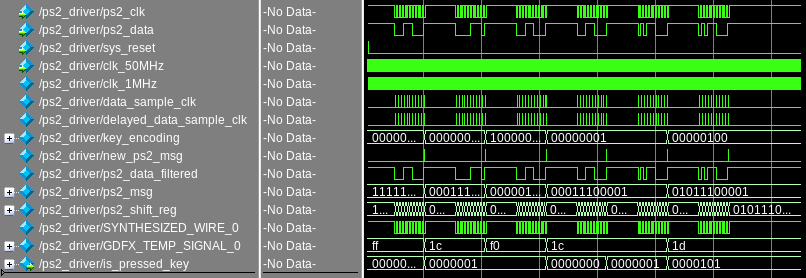 /ps2_driver/ps2_clk -No Data-
/ps2_driver/ps2_data -No Data-
/ps2_driver/sys_reset -No Data-
/ps2_driver/clk_50MHz -No Data-
/ps2_driver/clk_1MHz -No Data-
/ps2_driver/data_sample_clk -No Data-
/ps2_driver/delayed_data_sample_clk -No Data-
/ps2_driver/key_encoding -No Data- 00000... 000000... 100000... 00000001 00000100
/ps2_driver/new_ps2_msg -No Data-
/ps2_driver/ps2_data_filtered -No Data-
/ps2_driver/ps2_msg -No Data- 11111... 000111... 000001... 00011100001 01011100001
/ps2_driver/ps2_shift_reg -No Data- 1... 0... 0... 0... 0... 0... 0101110...
/ps2_driver/SYNTHESIZED_WIRE_0 -No Data-
/ps2_driver/GDFX_TEMP_SIGNAL_0 -No Data- ff 1c f0 1c 1d
/ps2_driver/is_pressed_key -No Data- 00000... 0000001 0000000 0000001 0000101